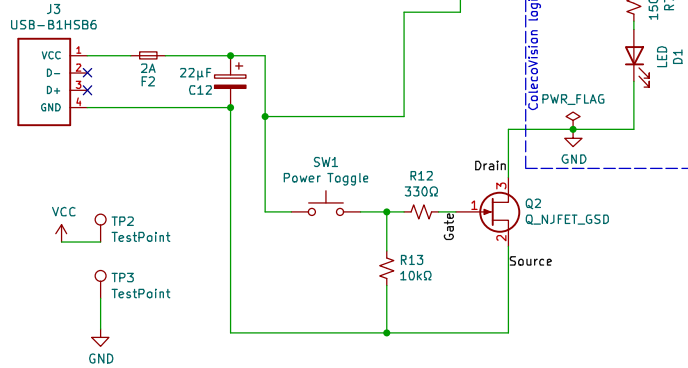 J3
USB-B1HSB6
VCC 1
D- 2
D+ 3
GND 4
2A
F2
+
22µF
C12
ColecoVision logi
150
R
LED
D1
PWR_FLAG
GND
SW1
Power Toggle
R12
330Ω
Drain
3
1
Gate
Q2
Q_NJFET_GSD
2
Source
R13
10kΩ
VCC
TP2
TestPoint
TP3
TestPoint
GND